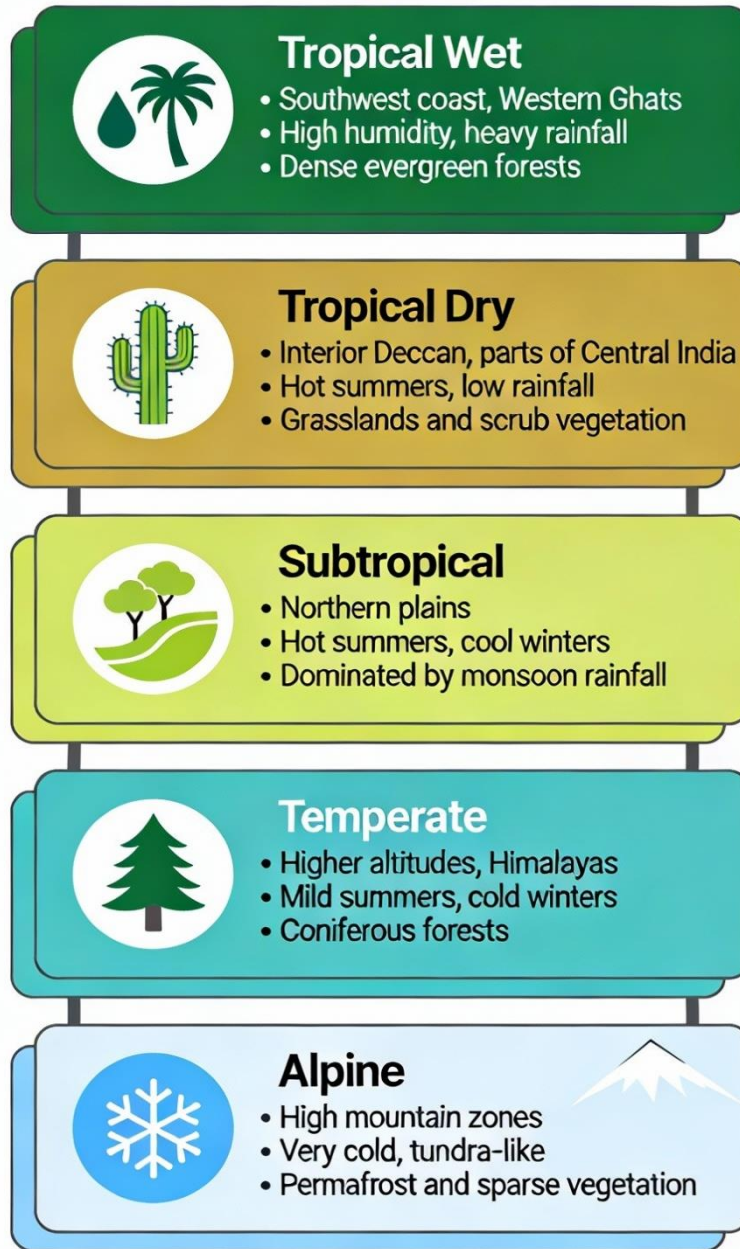 Tropical Wet
• Southwest coast, Western Ghats
• High humidity, heavy rainfall
• Dense evergreen forests
Tropical Dry
• Interior Deccan, parts of Central India
• Hot summers, low rainfall
• Grasslands and scrub vegetation
Subtropical
• Northern plains
• Hot summers, cool winters
• Dominated by monsoon rainfall
Temperate
• Higher altitudes, Himalayas
• Mild summers, cold winters
• Coniferous forests
Alpine
• High mountain zones
• Very cold, tundra-like
• Permafrost and sparse vegetation